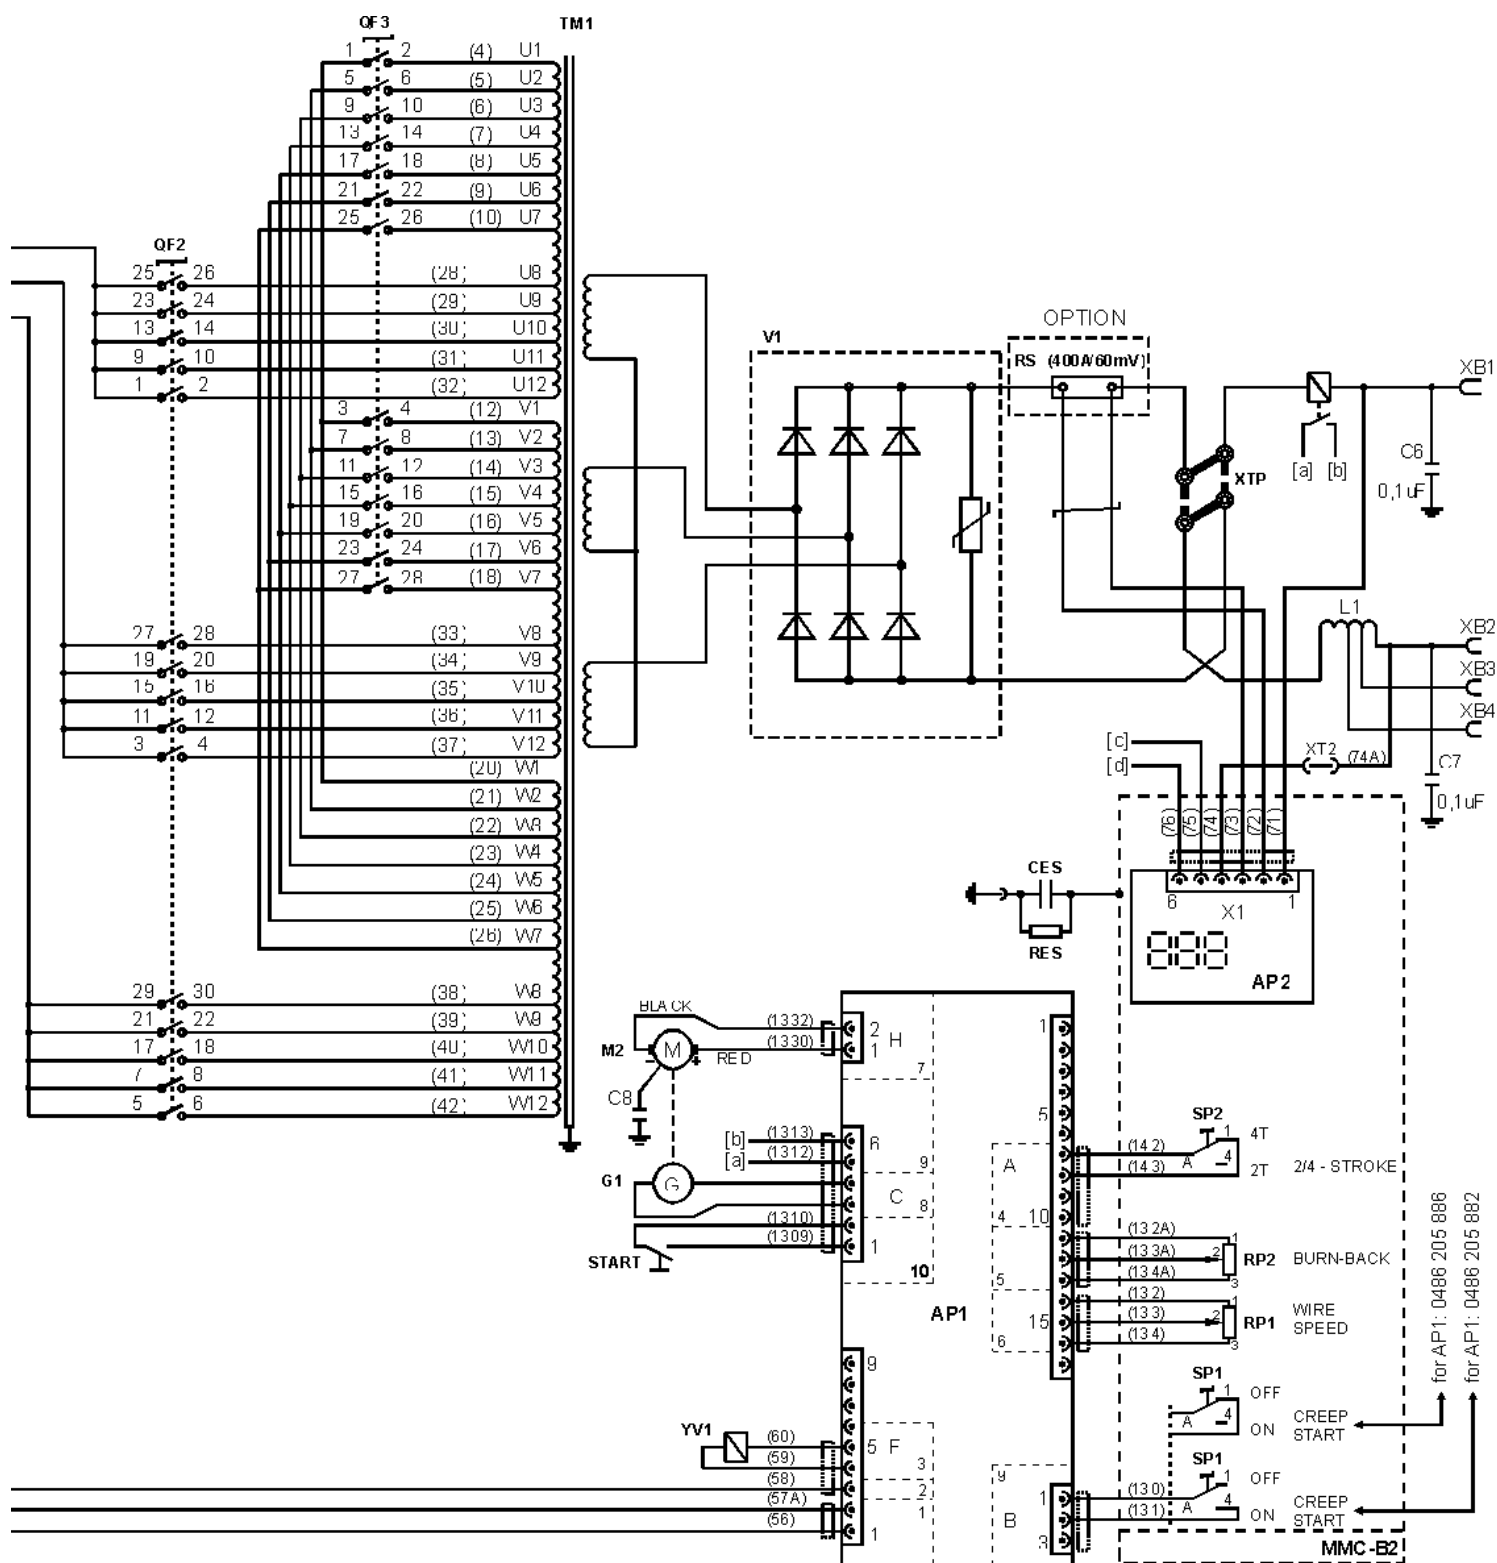 QF3
TM1
1 2 (4) U1
5 6 (5) U2
9 10 (6) U3
13 14 (7) U4
17 18 (8) U5
21 22 (9) U6
25 26 (10) U7
QF2
25 26 (28) U8
23 24 (29) U9
13 14 (30) U10
9 10 (31) U11
1 2 (32) U12
3 4 (12) V1
7 8 (13) V2
11 12 (14) V3
15 16 (15) V4
19 20 (16) V5
23 24 (17) V6
27 28 (18) V7
27 28 (33) V8
19 20 (34) V9
15 16 (35) V10
11 12 (36) V11
3 4 (37) V12
(20) W1
(21) W2
(22) W3
(23) W4
(24) W5
(25) W6
(26) W7
29 30 (38) W8
21 22 (39) W9
17 18 (40) W10
7 8 (41) W11
5 6 (42) W12
V1
OPTION
RS (400A/60mV)
XTP
[a] [b]
XB1
C6
0,1uF
L1
XB2
XB3
XB4
[c]
[d]
XT2 (74A)
C7
0,1uF
(76) (75) (74) (73) (72) (71)
6 X1 1
888
AP2
CES
RES
BLACK
M2 M
- +
RED
(1332) 2 H
(1330) 1
7
C8
[b] (1313) 6
[a] (1312)
9
G1 G
C
8
(1310)
(1309) 1
START
10
AP1
1
5
A
4 10
5
15
6
(142)
(143)
SP2
1 4T
A 4
2T
2/4 - STROKE
(132A) 1
(133A) 2 RP2 BURN-BACK
(134A) 3
(132) 1
(133) 2 RP1 WIRE SPEED
(134) 3
for AP1: 0486 205 886
for AP1: 0486 205 882
SP1
1 OFF
A 4
ON
CREEP
START
SP1
1 OFF
A 4
ON
CREEP
START
(130) 1
(131)
9
B
3
MMC-B2
9
YV1
(60) 5 F
(59) 3
(58) 2
(57A) 1
(56) 1